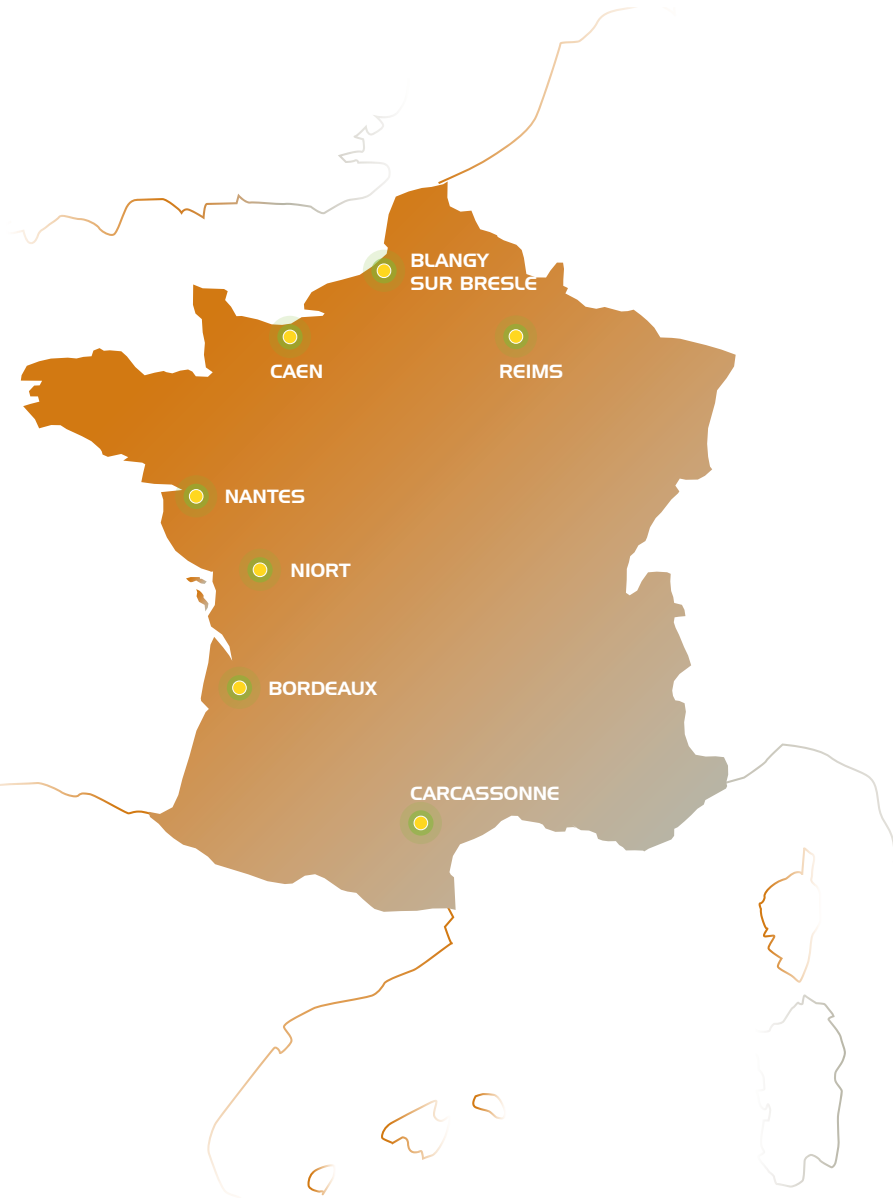 BLANGY
SUR BRESLE
CAEN
REIMS
NANTES
NIORT
BORDEAUX
CARCASSONNE